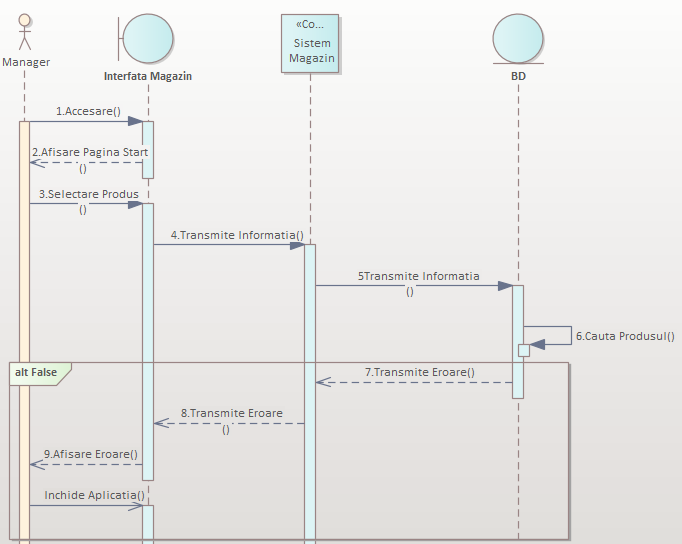 «Co...
Sistem
Magazin
Manager
Interfata Magazin
BD
1.Accesare()
2.Afisare Pagina Start
()
3.Selectare Produs
()
4.Transmite Informatia()
5Transmite Informatia
()
6.Cauta Produsul()
alt False
7.Transmite Eroare()
8.Transmite Eroare
()
9.Afisare Eroare()
Inchide Aplicatia()